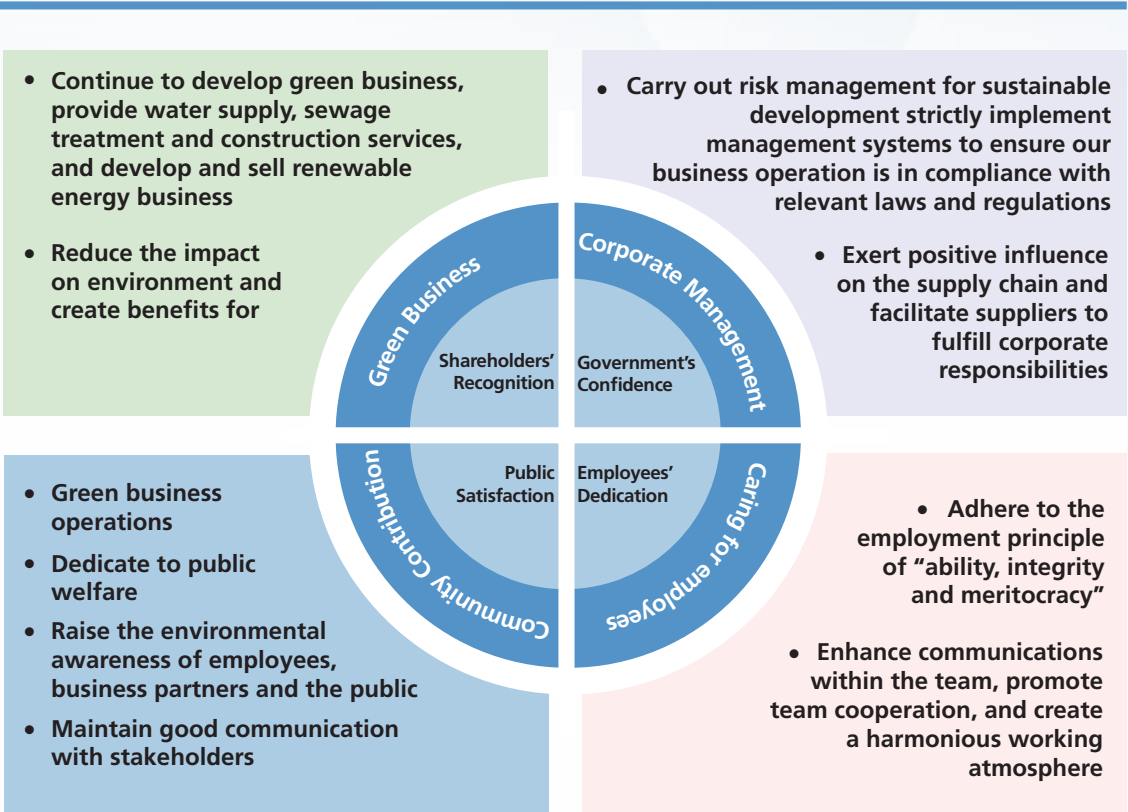 • Continue to develop green business,
provide water supply, sewage
treatment and construction services,
and develop and sell renewable
energy business
• Reduce the impact
on environment and
create benefits for
• Carry out risk management for sustainable
development strictly implement
management systems to ensure our
business operation is in compliance with
relevant laws and regulations
• Exert positive influence
on the supply chain and
facilitate suppliers to
fulfill corporate
responsibilities
Green Business
Corporate Management
Shareholders’
Recognition
Government’s
Confidence
Public
Satisfaction
Employees’
Dedication
Community Contribution
Caring for employees
• Green business
operations
• Dedicate to public
welfare
• Raise the environmental
awareness of employees,
business partners and the public
• Maintain good communication
with stakeholders
• Adhere to the
employment principle
of “ability, integrity
and meritocracy”
• Enhance communications
within the team, promote
team cooperation, and create
a harmonious working
atmosphere